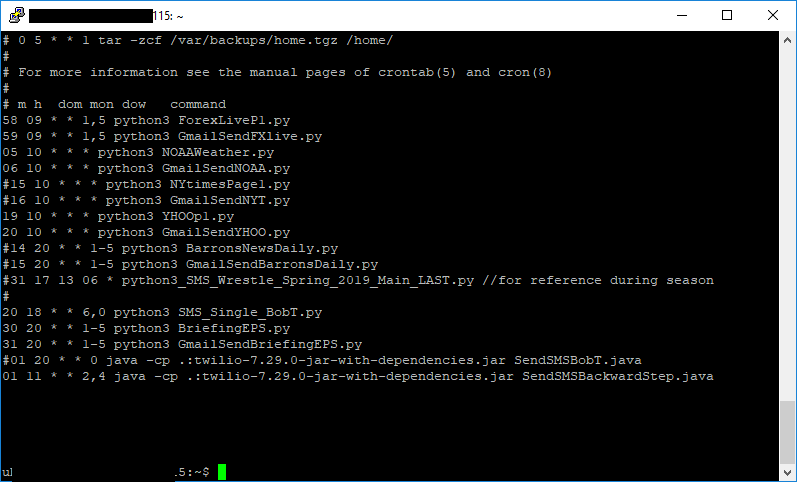 115: ~
# 0 5 * * 1 tar -zcf /var/backups/home.tgz /home/
#
# For more information see the manual pages of crontab(5) and cron(8)
#
# m h  dom mon dow   command
58 09 * * 1,5 python3 ForexLiveP1.py
59 09 * * 1,5 python3 GmailSendFXlive.py
05 10 * * * python3 NOAAWeather.py
06 10 * * * python3 GmailSendNOAA.py
#15 10 * * * python3 NYtimesPage1.py
#16 10 * * * python3 GmailSendNYT.py
19 10 * * * python3 YHOOp1.py
20 10 * * * python3 GmailSendYHOO.py
#14 20 * * 1-5 python3 BarronsNewsDaily.py
#15 20 * * 1-5 python3 GmailSendBarronsDaily.py
#31 17 13 06 * python3_SMS_Wrestle_Spring_2019_Main_LAST.py //for reference during season
#
20 18 * * 6,0 python3 SMS_Single_BobT.py
30 20 * * 1-5 python3 BriefingEPS.py
31 20 * * 1-5 python3 GmailSendBriefingEPS.py
#01 20 * * 0 java -cp .:twilio-7.29.0-jar-with-dependencies.jar SendSMSBobT.java
01 11 * * 2,4 java -cp .:twilio-7.29.0-jar-with-dependencies.jar SendSMSBackwardStep.java
5:~$